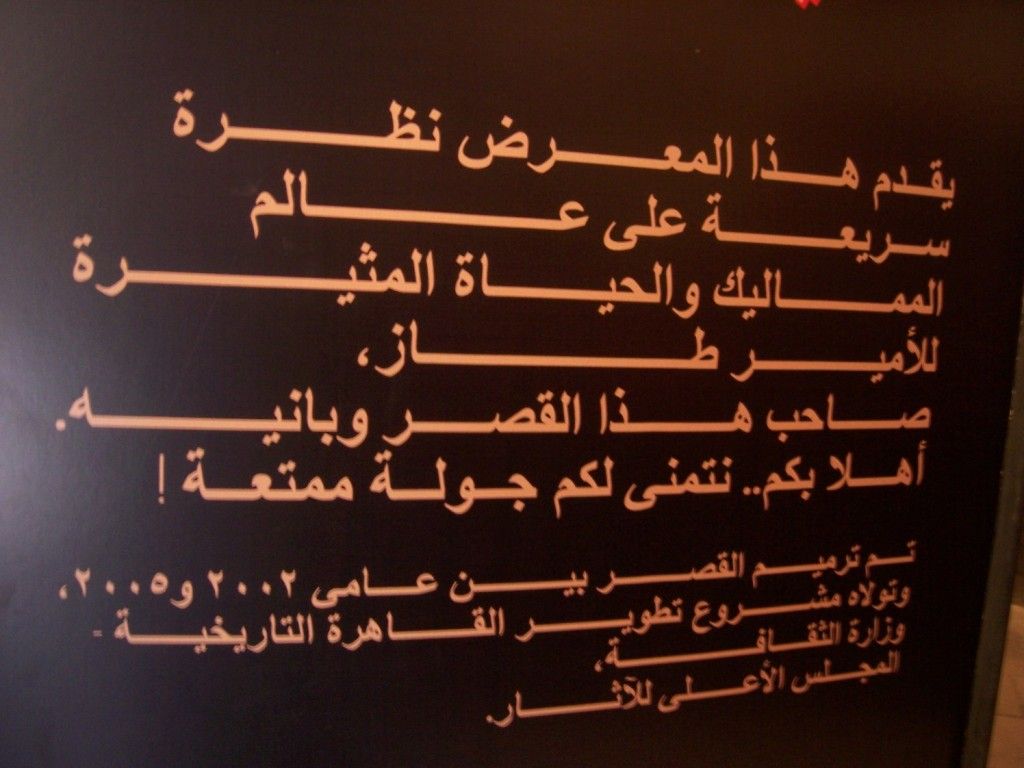 يقدم هذا المعرض نظرة
سريعة على عالم
المماليك والحياة المثيرة
للأمير طاز،
صاحب هذا القصر وبانيه.
أهلا بكم.. نتمنى لكم جولة ممتعة !
تم ترميم القصر بين عامى ٢٠٠٢ و٢٠٠٥،
وتولاه مشروع تطوير القاهرة التاريخية -
وزارة الثقافة،
المجلس الأعلى للآثار.